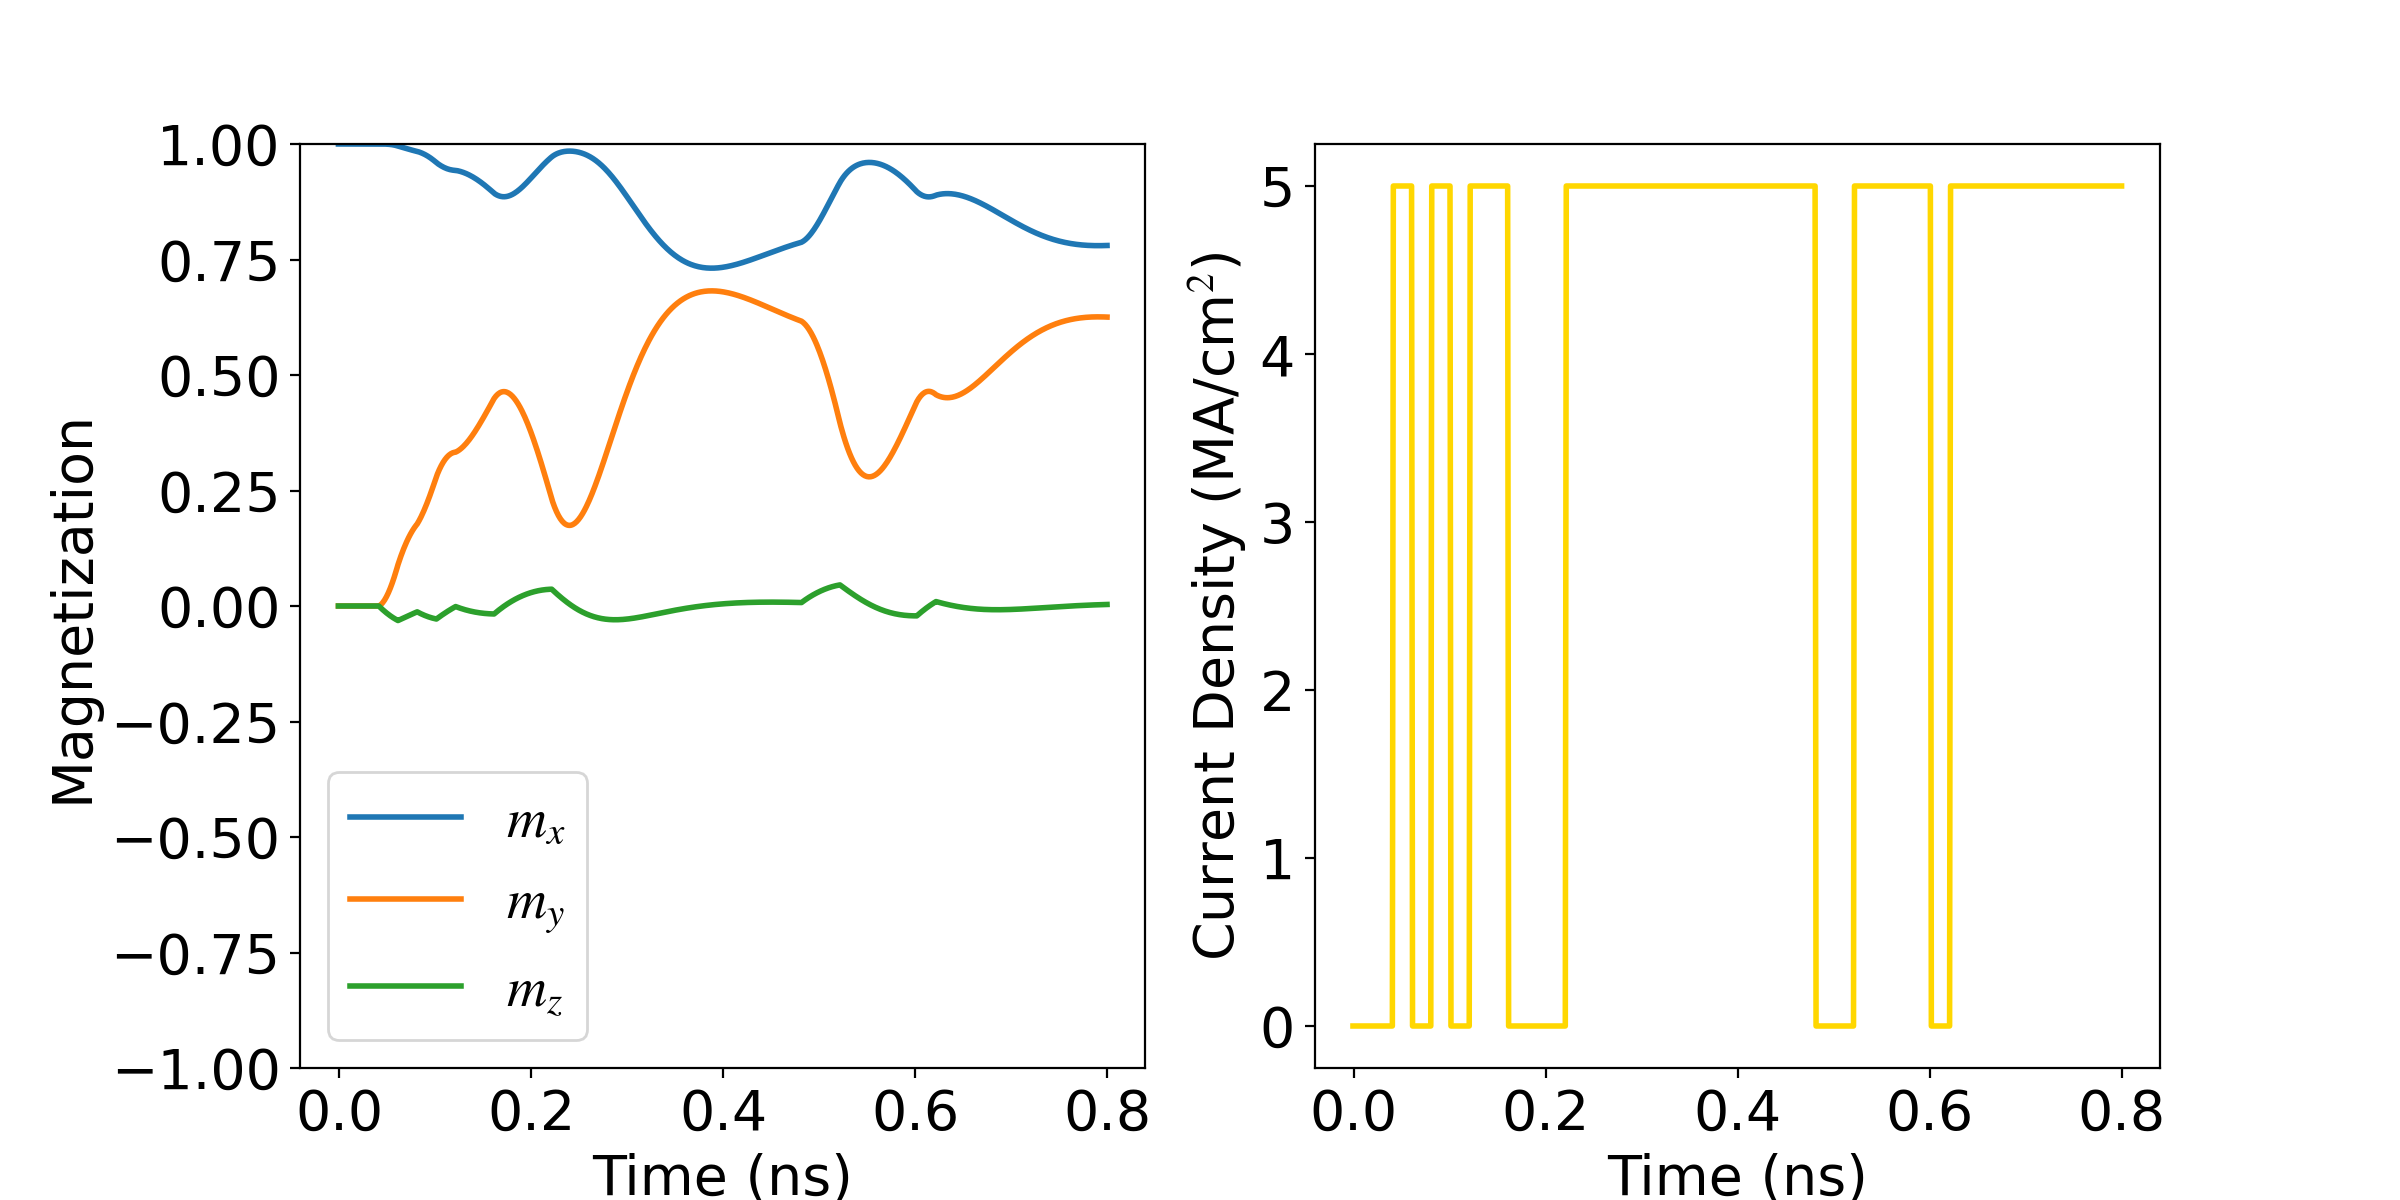 Magnetization
1.00
0.75
0.50
0.25
0.00
−0.25
−0.50
−0.75
−1.00
m_x
m_y
m_z
0.0 0.2 0.4 0.6 0.8
Time (ns)
Current Density (MA/cm²)
5
4
3
2
1
0
0.0 0.2 0.4 0.6 0.8
Time (ns)